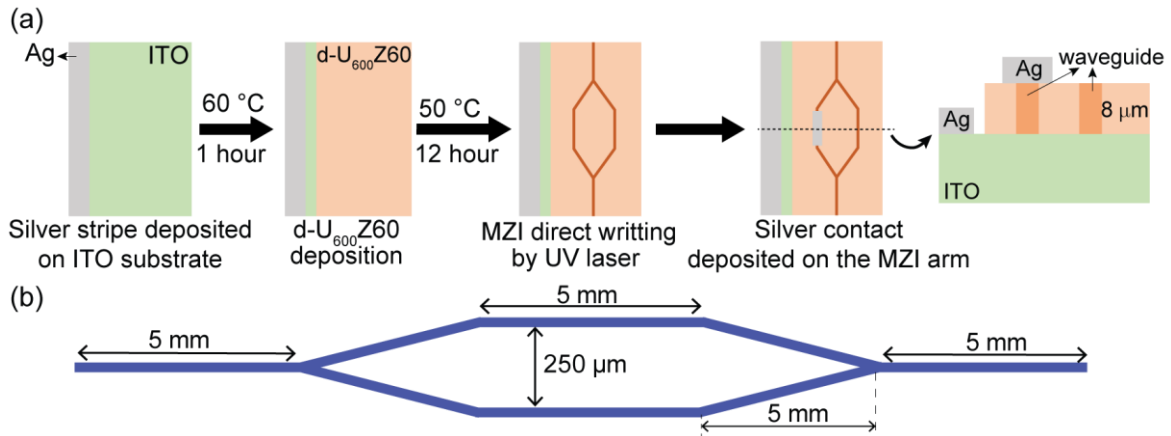 (a)
Ag
ITO
60 °C
1 hour
d-U₆₀₀Z60
50 °C
12 hour
Ag
waveguide
Ag
8 μm
ITO
Silver stripe deposited
on ITO substrate
d-U₆₀₀Z60
deposition
MZI direct writting
by UV laser
Silver contact
deposited on the MZI arm
(b)
5 mm
5 mm
250 μm
5 mm
5 mm